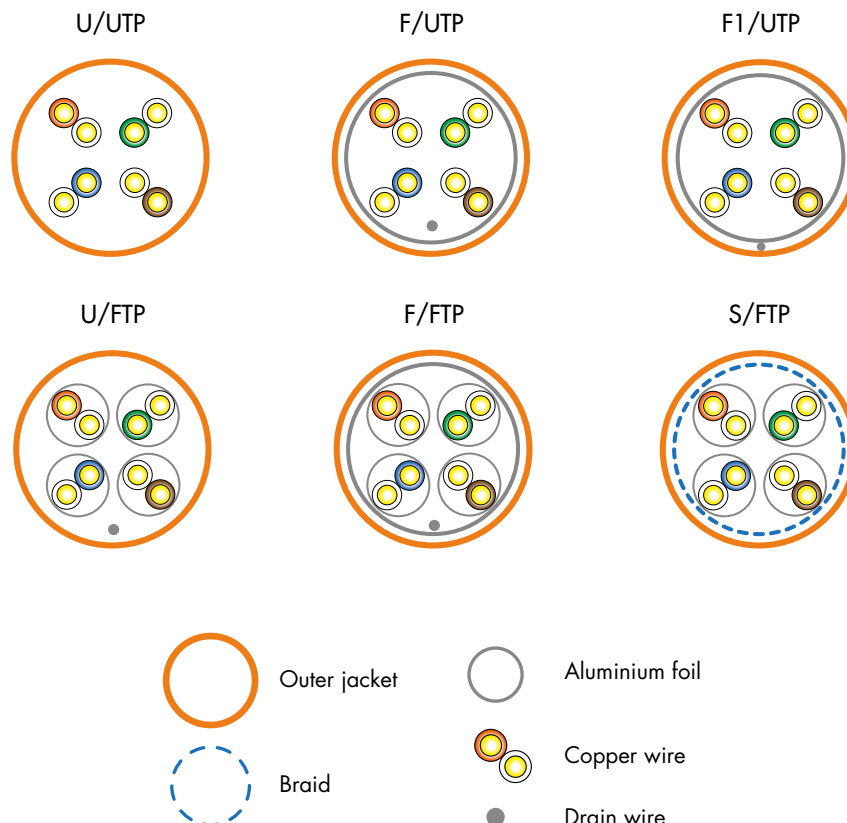 U/UTP
F/UTP
F1/UTP
U/FTP
F/FTP
S/FTP
Outer jacket
Aluminium foil
Copper wire
Braid
Drain wire